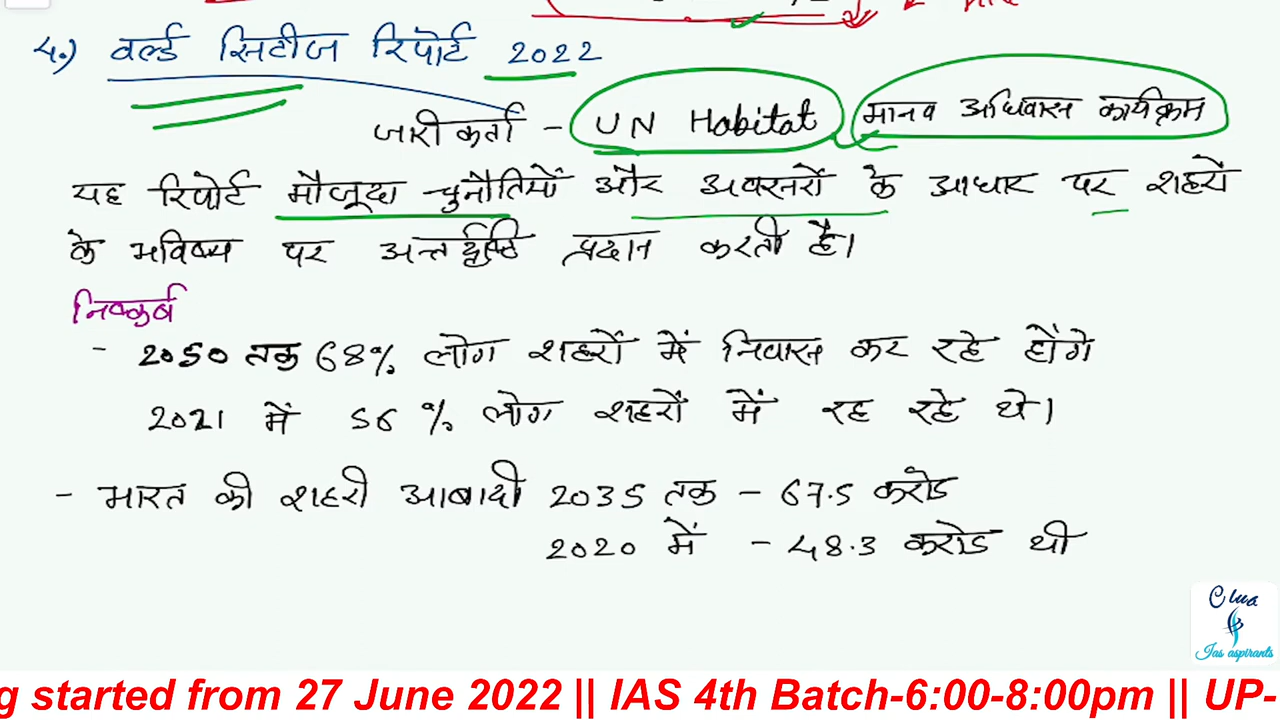 4.) वर्ल्ड सिटीज रिपोर्ट 2022
जारीकर्ता - UN Habitat मानव अधिवास कार्यक्रम
यह रिपोर्ट मौजूदा चुनौतियों और अवसरों के आधार पर शहरों
के भविष्य पर अन्तर्दृष्टि प्रदान करती है।
निष्कर्ष
- 2050 तक 68% लोग शहरों में निवास कर रहे होंगे
2021 में 56% लोग शहरों में रह रहे थे।
- भारत की शहरी आबादी 2035 तक - 67.5 करोड
2020 में - 48.3 करोड थी
Clue
Ias aspirants
g started from 27 June 2022 || IAS 4th Batch-6:00-8:00pm || UP-